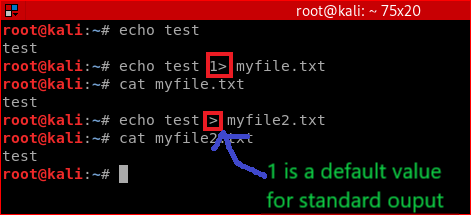 root@kali: ~ 75x20
root@kali:~# echo test
test
root@kali:~# echo test 1> myfile.txt
root@kali:~# cat myfile.txt
test
root@kali:~# echo test > myfile2.txt
root@kali:~# cat myfile2.txt
test
root@kali:~#
1 is a default value
for standard ouput